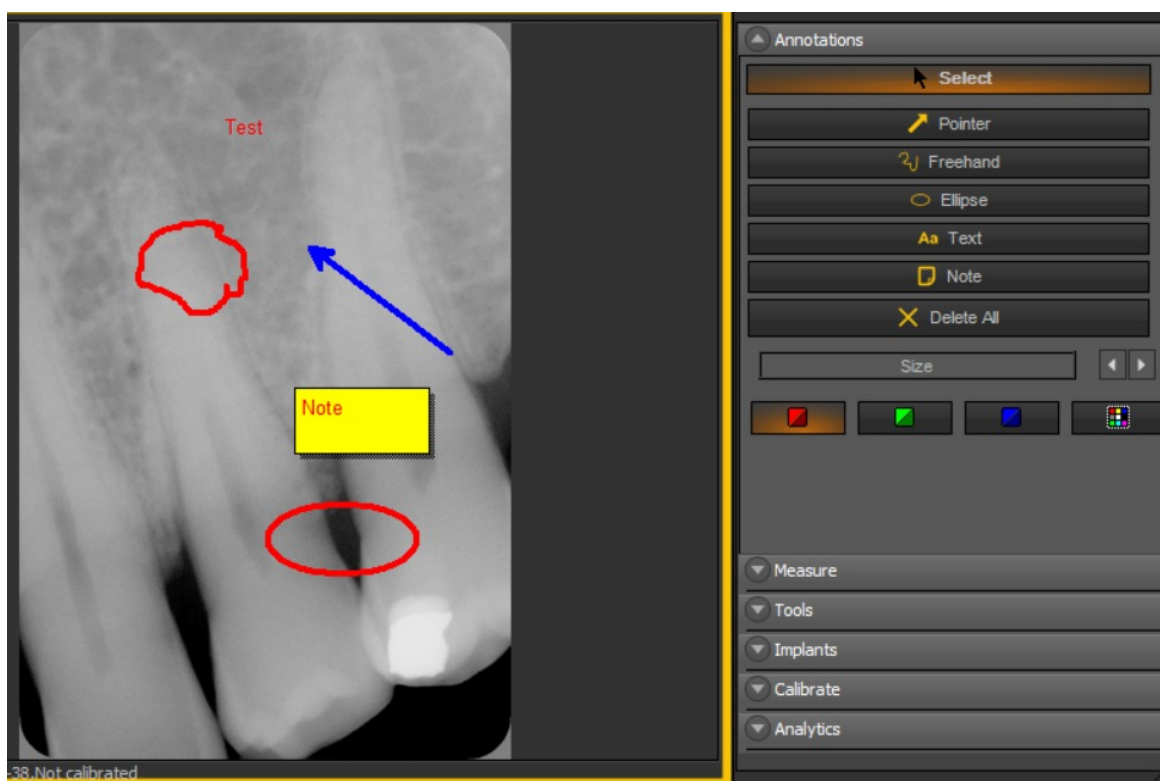 Test
Note
-38,Not calibrated
Annotations
Select
Pointer
Freehand
Ellipse
Aa Text
Note
Delete All
Size
Measure
Tools
Implants
Calibrate
Analytics